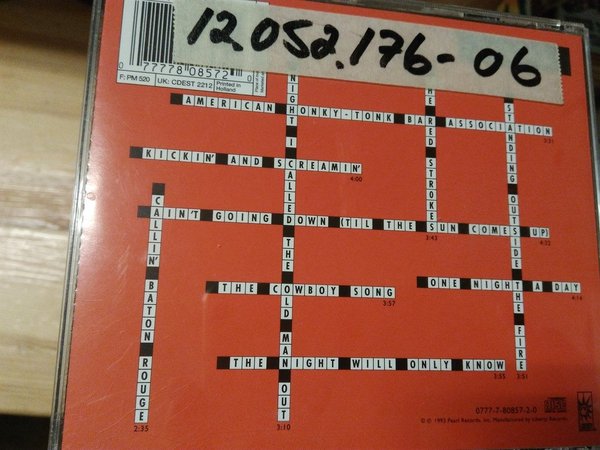 12.052.176-06
0 77778 08572 0
F: PM 520
UK: CDEST 2212
Printed in
Holland
AMERICAN HONKY-TONK BAR ASSOCIATION
3:31
KICKIN' AND SCREAMIN'
4:00
NIGHT I CALLED THE OLD MAN OUT
3:10
RED STROKES
3:43
STANDING OUTSIDE THE FIRE
3:51
AIN'T GOING DOWN (TIL THE SUN COMES UP)
4:32
CALLIN' BATON ROUGE
2:35
THE COWBOY SONG
3:57
ONE NIGHT A DAY
4:14
THE NIGHT WILL ONLY KNOW
3:55
0777-7-80857-2-0
© 1993 Pearl Records, Inc. Manufactured by Liberty Records.